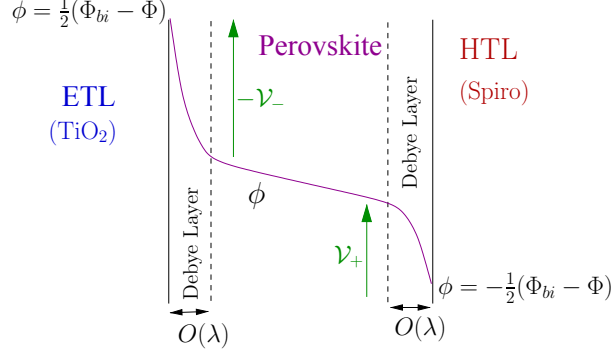 ϕ = ½(Φ_bi − Φ)
Perovskite
HTL
(Spiro)
ETL
(TiO₂)
−𝒱₋
Debye Layer
ϕ
Debye Layer
𝒱₊
ϕ = −½(Φ_bi − Φ)
O(λ)
O(λ)